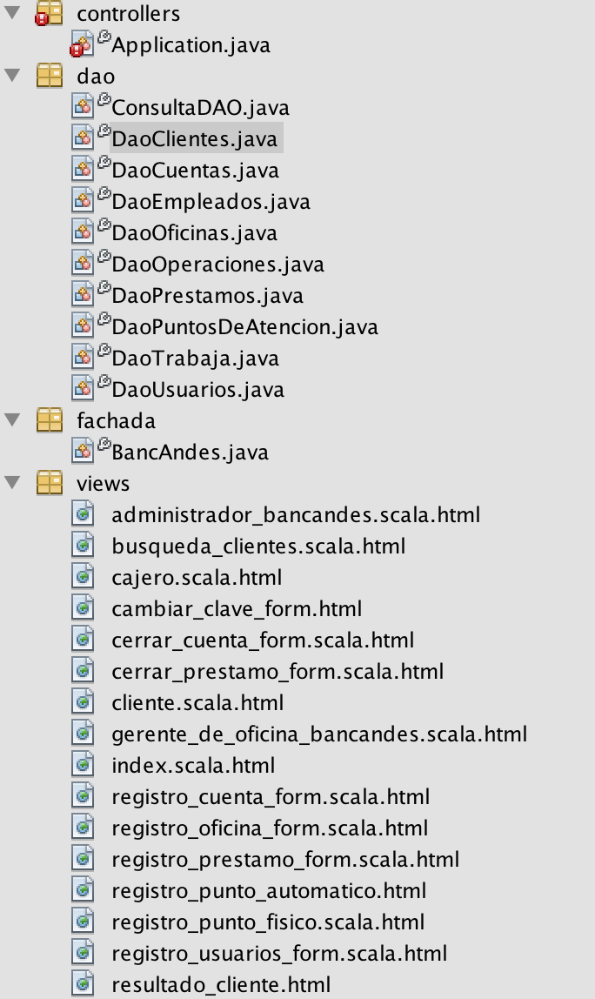 controllers
Application.java
dao
ConsultaDAO.java
DaoClientes.java
DaoCuentas.java
DaoEmpleados.java
DaoOficinas.java
DaoOperaciones.java
DaoPrestamos.java
DaoPuntosDeAtencion.java
DaoTrabaja.java
DaoUsuarios.java
fachada
BancAndes.java
views
administrador_bancandes.scala.html
busqueda_clientes.scala.html
cajero.scala.html
cambiar_clave_form.html
cerrar_cuenta_form.scala.html
cerrar_prestamo_form.scala.html
cliente.scala.html
gerente_de_oficina_bancandes.scala.html
index.scala.html
registro_cuenta_form.scala.html
registro_oficina_form.scala.html
registro_prestamo_form.scala.html
registro_punto_automatico.html
registro_punto_fisico.scala.html
registro_usuarios_form.scala.html
resultado_cliente.html